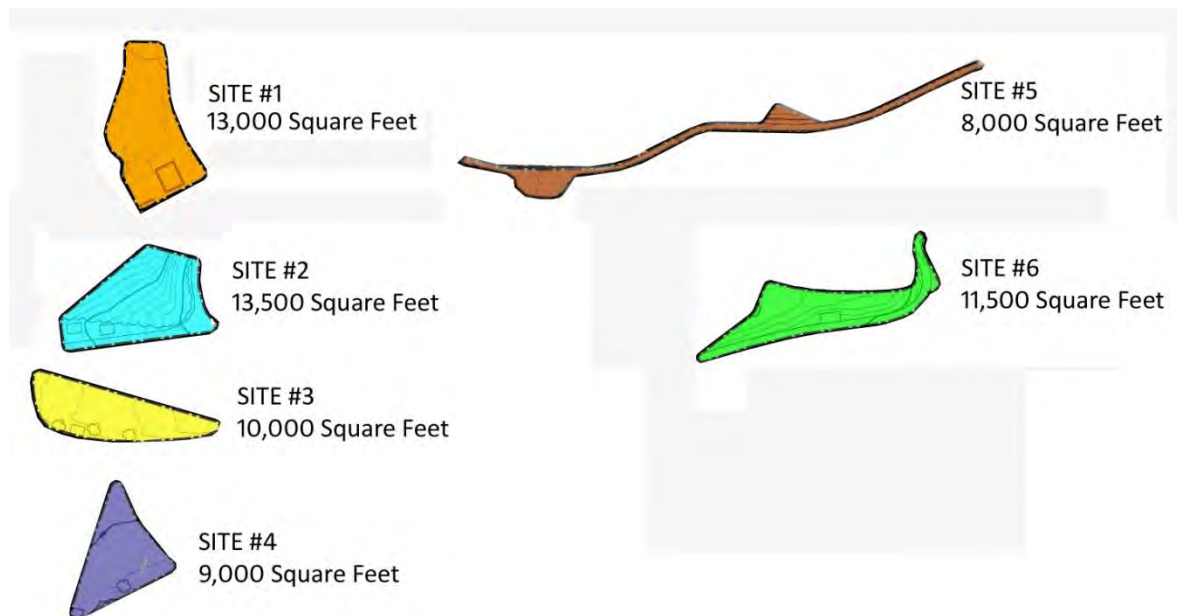 SITE #1
13,000 Square Feet
SITE #2
13,500 Square Feet
SITE #3
10,000 Square Feet
SITE #4
9,000 Square Feet
SITE #5
8,000 Square Feet
SITE #6
11,500 Square Feet